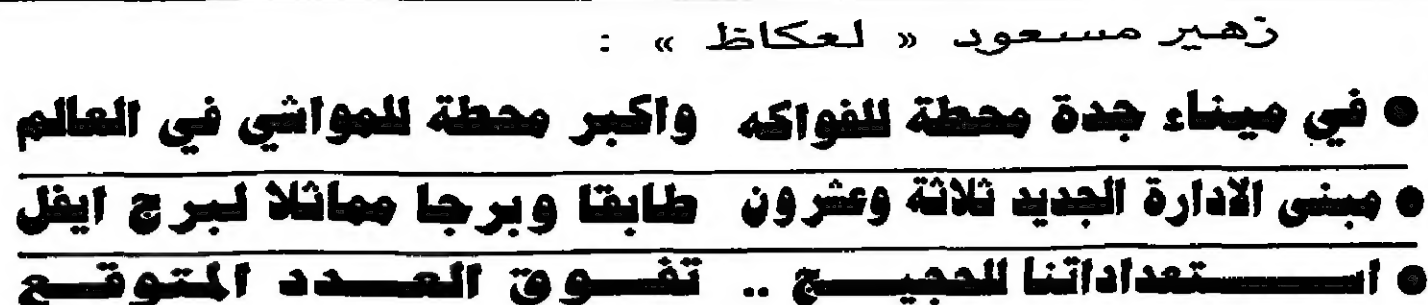 زهير مسعود « لعكاظ » :
● في ميناء جدة محطة للفواكه واكبر محطة للمواشي في العالم
● مبنى الادارة الجديد ثلاثة وعشرون طابقا وبرجا مماثلا لبرج ايفل
● استعداداتنا للحجيج .. تفوق العدد المتوقع